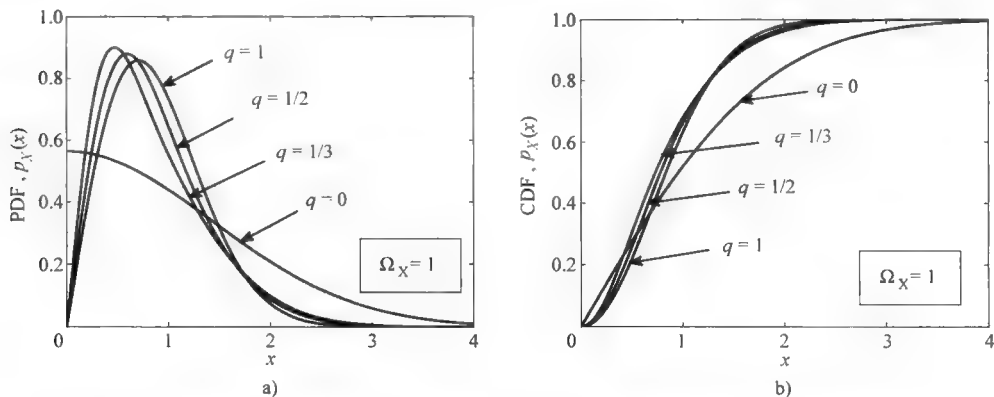 PDF , p_X(x)
1.0
0.8
0.6
0.4
0.2
0
1
2
3
4
x
q = 1
q = 1/2
q = 1/3
q = 0
Ω_X = 1
a)
CDF , p_X(x)
1.0
0.8
0.6
0.4
0.2
0
1
2
3
4
x
q = 0
q = 1/3
q = 1/2
q = 1
Ω_X = 1
b)